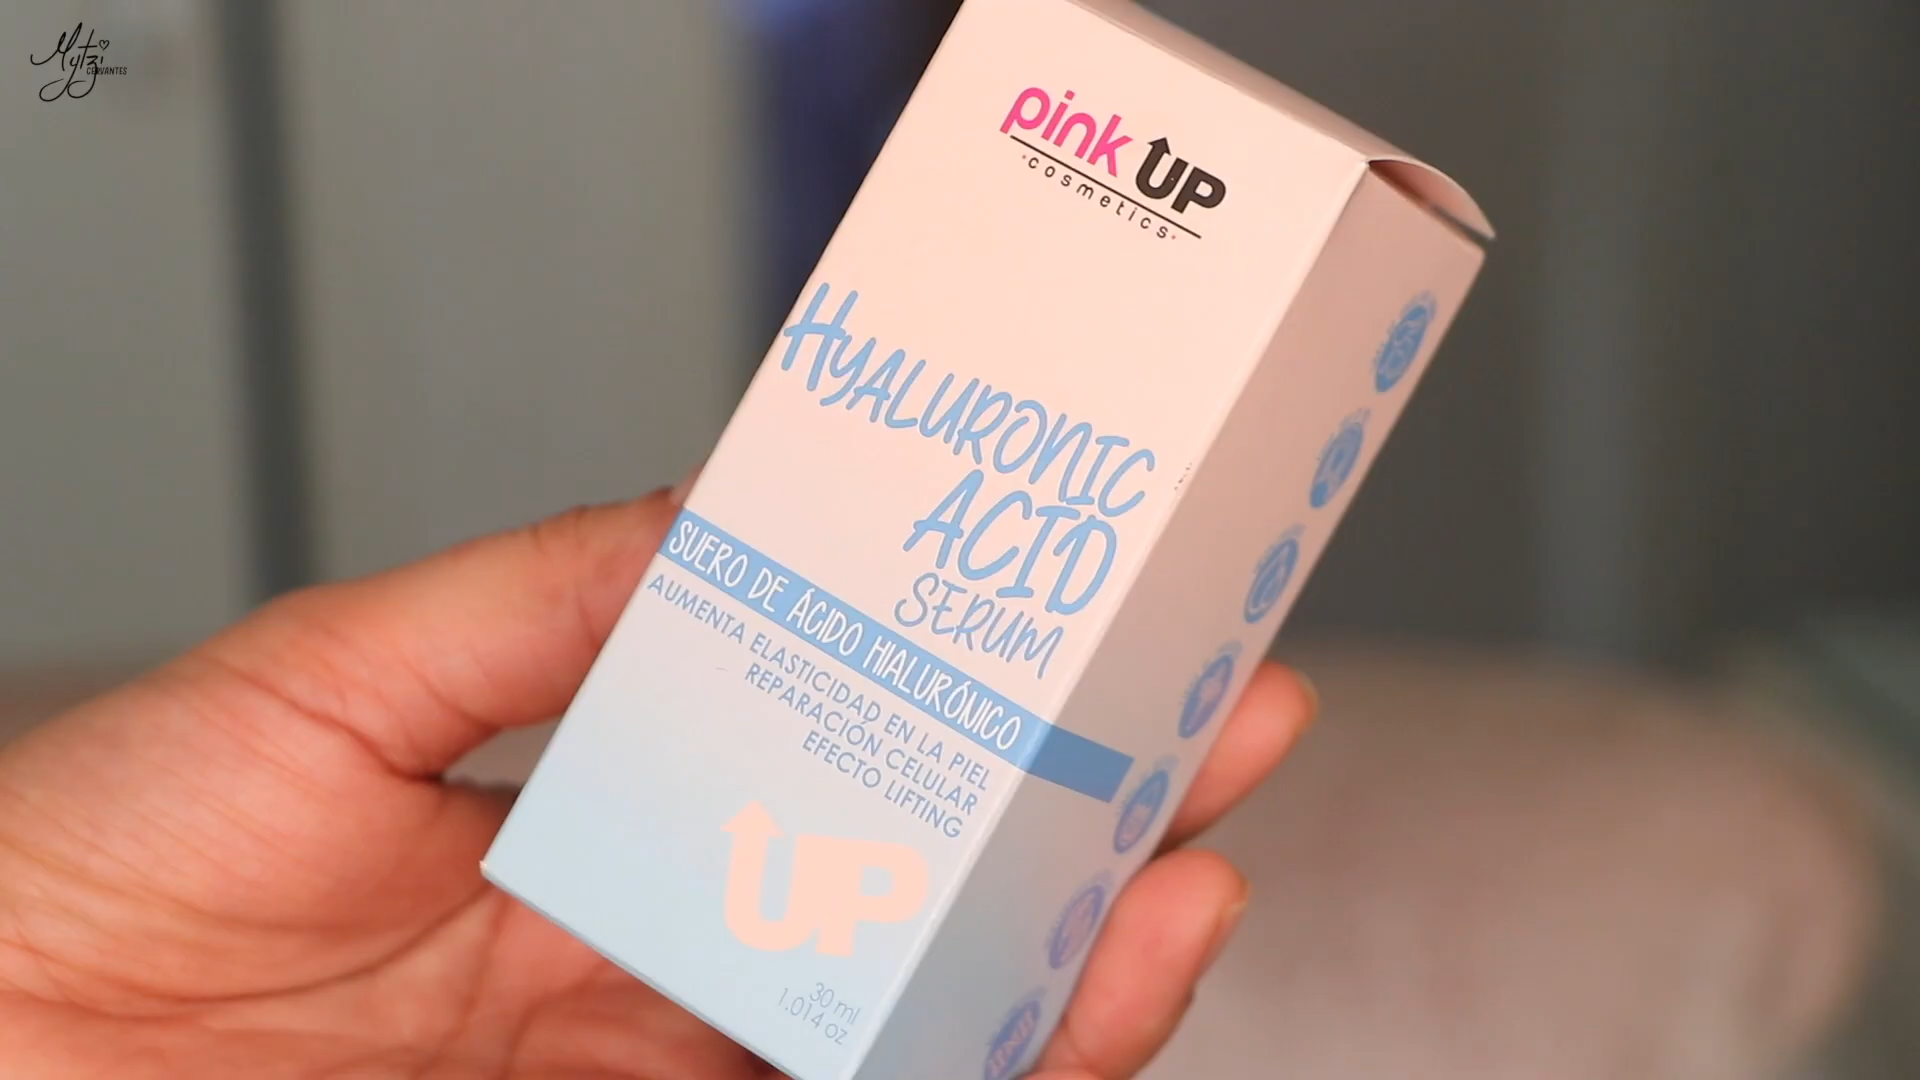 Mytzi
CERVANTES
pink UP
cosmetics
HYALURONIC
ACID
SERUM
SUERO DE ÁCIDO HIALURÓNICO
AUMENTA ELASTICIDAD EN LA PIEL
REPARACIÓN CELULAR
EFECTO LIFTING
UP
30 ml
1.014 oz